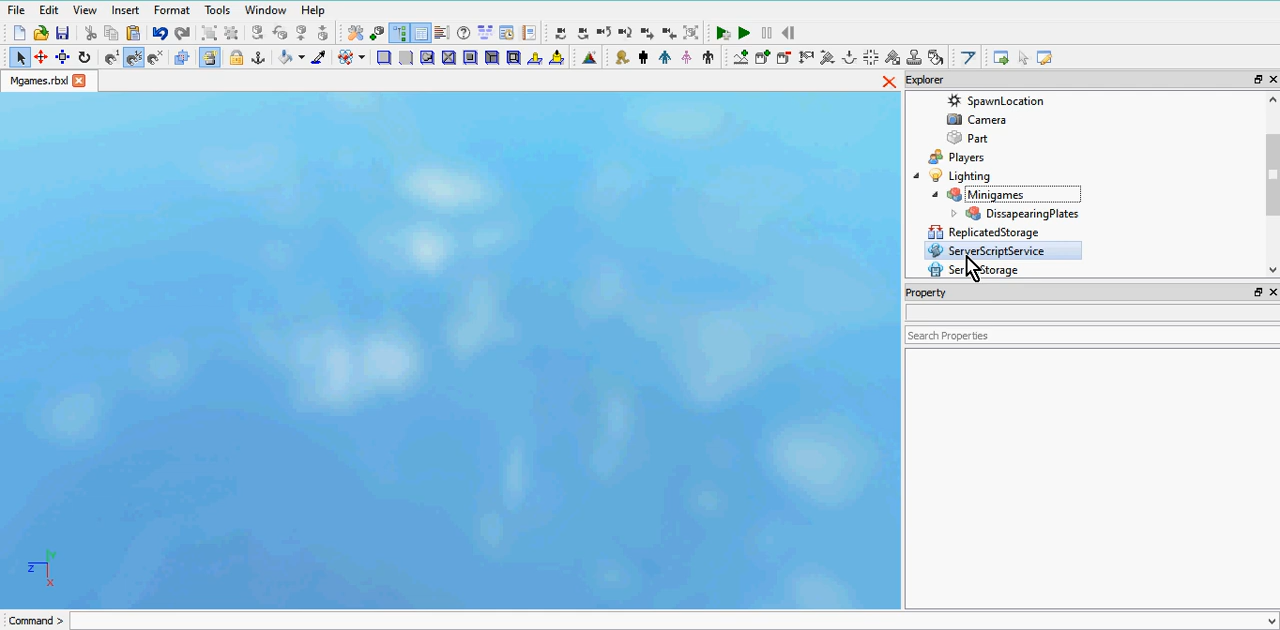 File Edit View Insert Format Tools Window Help
Mgames.rbxl
Explorer
SpawnLocation
Camera
Part
Players
Lighting
Minigames
DissapearingPlates
ReplicatedStorage
ServerScriptService
Storage
Property
Search Properties
Y
Z
X
Command >